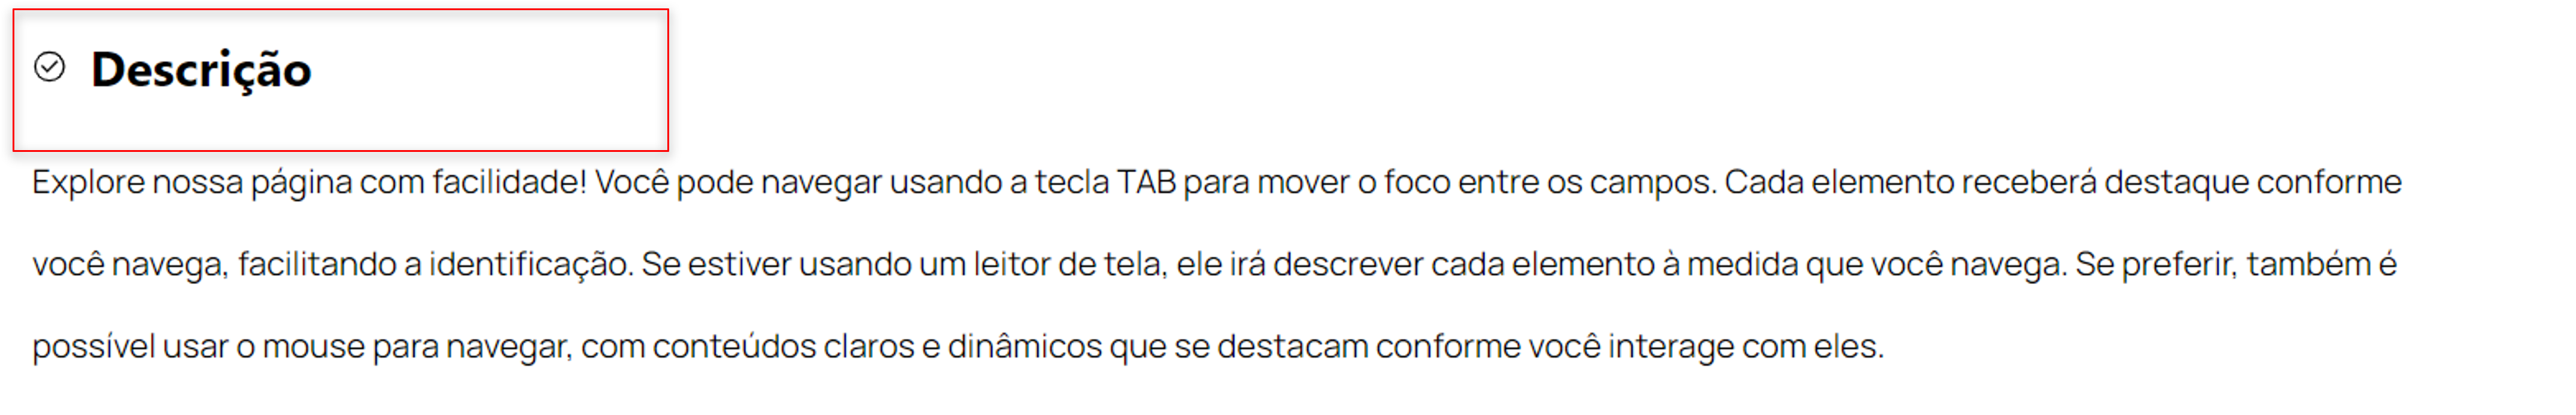 Descrição
Explore nossa página com facilidade! Você pode navegar usando a tecla TAB para mover o foco entre os campos. Cada elemento receberá destaque conforme
você navega, facilitando a identificação. Se estiver usando um leitor de tela, ele irá descrever cada elemento à medida que você navega. Se preferir, também é
possível usar o mouse para navegar, com conteúdos claros e dinâmicos que se destacam conforme você interage com eles.